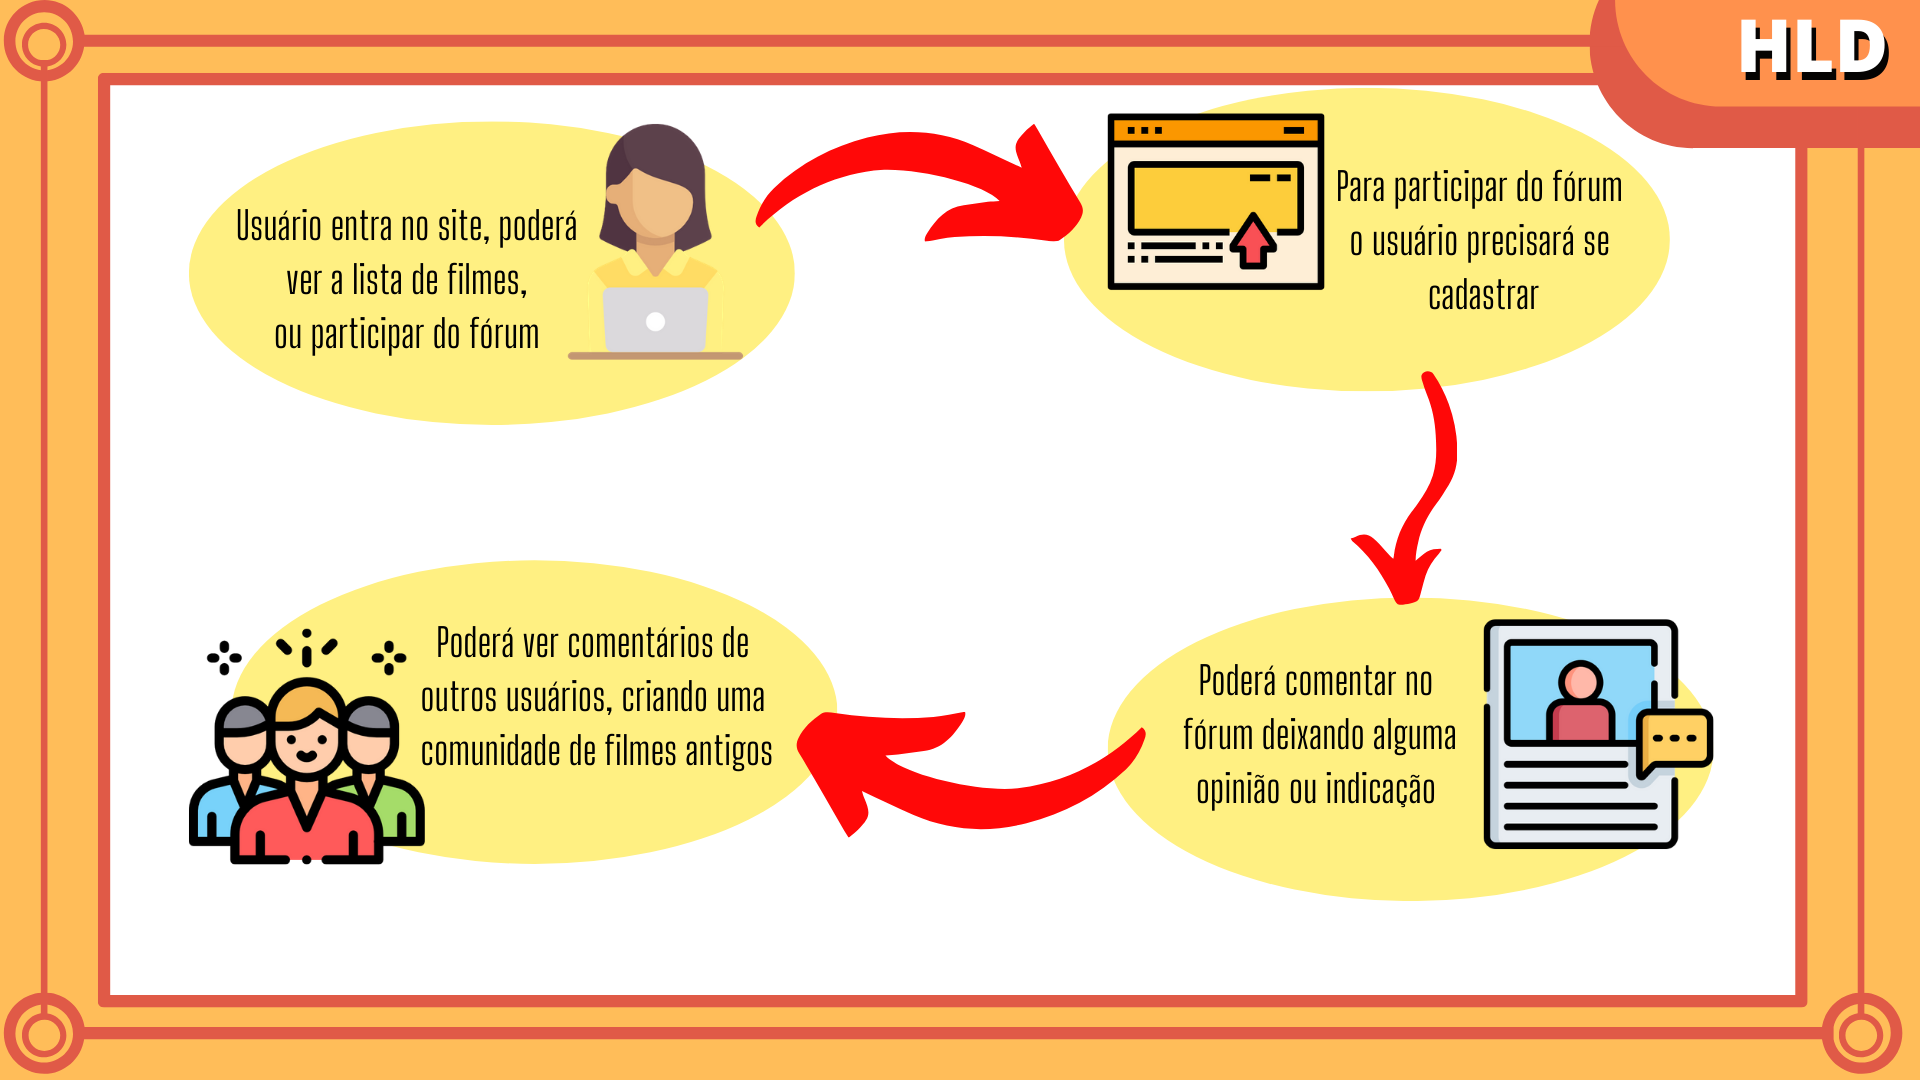 HLD
Usuário entra no site, poderá
ver a lista de filmes,
ou participar do fórum
Para participar do fórum
o usuário precisará se
cadastrar
Poderá comentar no
fórum deixando alguma
opinião ou indicação
Poderá ver comentários de
outros usuários, criando uma
comunidade de filmes antigos